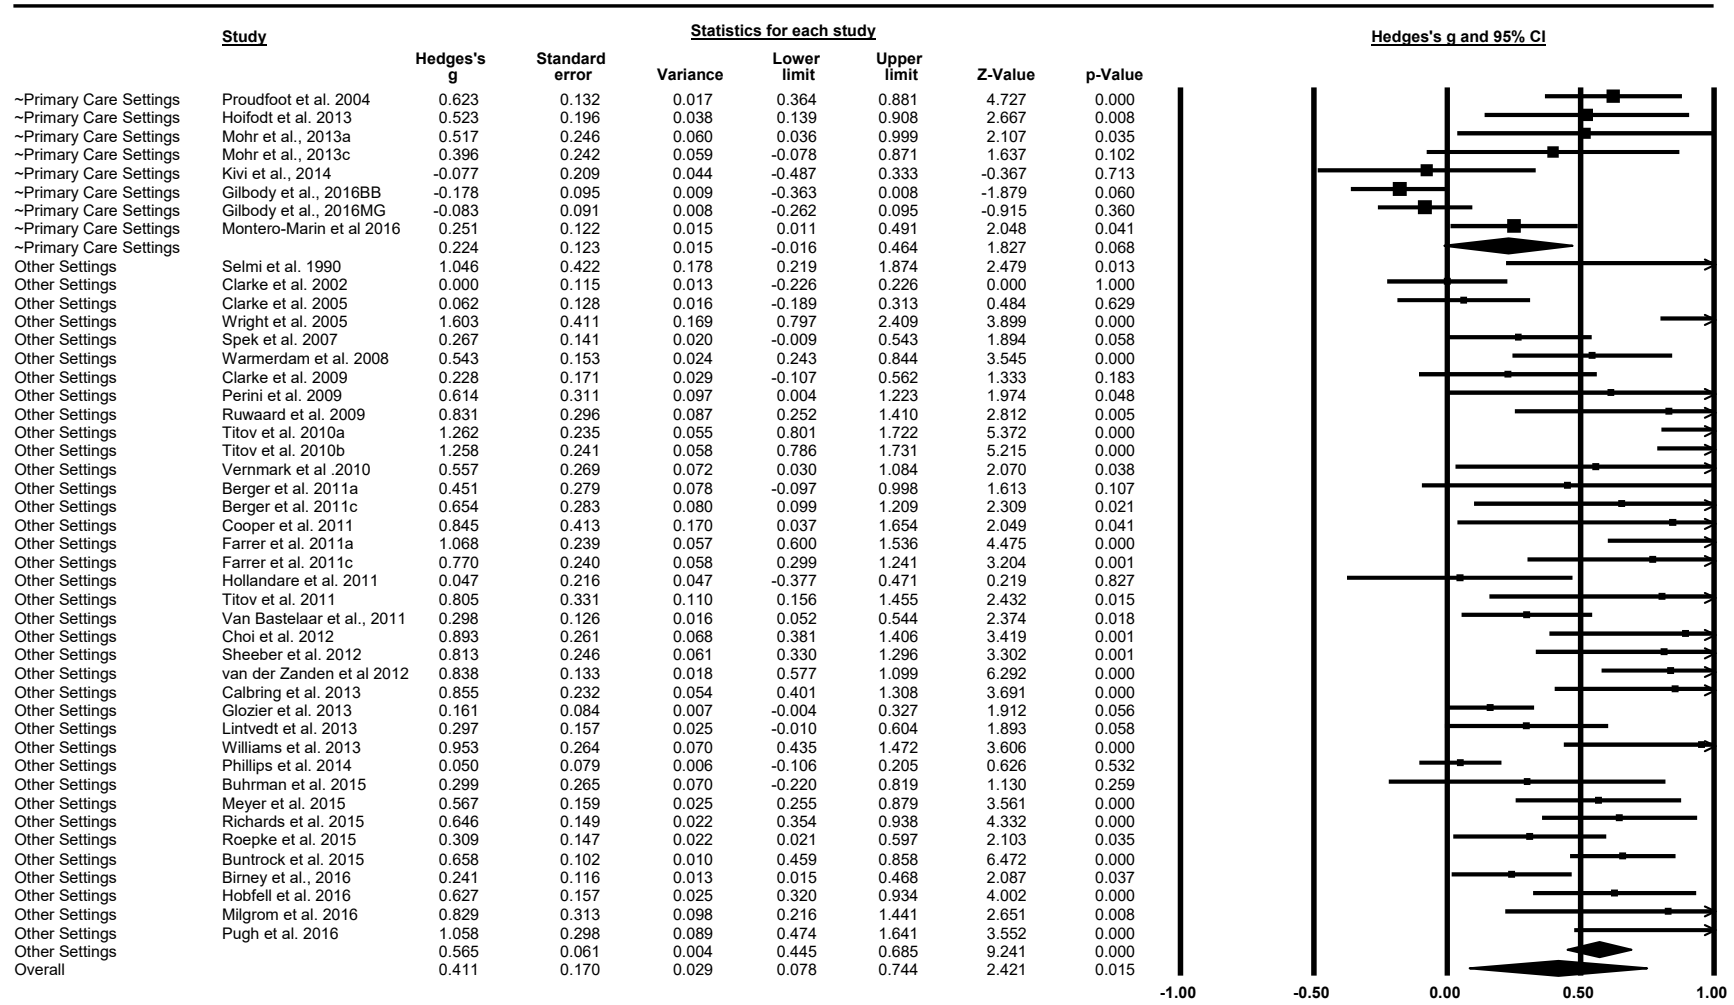 Study Statistics for each study Hedges's g and 95% CI
Hedges's Standard Lower Upper
g error Variance limit limit Z-Value p-Value
~Primary Care Settings Proudfoot et al. 2004 0.623 0.132 0.017 0.364 0.881 4.727 0.000
~Primary Care Settings Hoifodt et al. 2013 0.523 0.196 0.038 0.139 0.908 2.667 0.008
~Primary Care Settings Mohr et al., 2013a 0.517 0.246 0.060 0.036 0.999 2.107 0.035
~Primary Care Settings Mohr et al., 2013c 0.396 0.242 0.059 -0.078 0.871 1.637 0.102
~Primary Care Settings Kivi et al., 2014 -0.077 0.209 0.044 -0.487 0.333 -0.367 0.713
~Primary Care Settings Gilbody et al., 2016BB -0.178 0.095 0.009 -0.363 0.008 -1.879 0.060
~Primary Care Settings Gilbody et al., 2016MG -0.083 0.091 0.008 -0.262 0.095 -0.915 0.360
~Primary Care Settings Montero-Marin et al 2016 0.251 0.122 0.015 0.011 0.491 2.048 0.041
~Primary Care Settings 0.224 0.123 0.015 -0.016 0.464 1.827 0.068
Other Settings Selmi et al. 1990 1.046 0.422 0.178 0.219 1.874 2.479 0.013
Other Settings Clarke et al. 2002 0.000 0.115 0.013 -0.226 0.226 0.000 1.000
Other Settings Clarke et al. 2005 0.062 0.128 0.016 -0.189 0.313 0.484 0.629
Other Settings Wright et al. 2005 1.603 0.411 0.169 0.797 2.409 3.899 0.000
Other Settings Spek et al. 2007 0.267 0.141 0.020 -0.009 0.543 1.894 0.058
Other Settings Warmerdam et al. 2008 0.543 0.153 0.024 0.243 0.844 3.545 0.000
Other Settings Clarke et al. 2009 0.228 0.171 0.029 -0.107 0.562 1.333 0.183
Other Settings Perini et al. 2009 0.614 0.311 0.097 0.004 1.223 1.974 0.048
Other Settings Ruwaard et al. 2009 0.831 0.296 0.087 0.252 1.410 2.812 0.005
Other Settings Titov et al. 2010a 1.262 0.235 0.055 0.801 1.722 5.372 0.000
Other Settings Titov et al. 2010b 1.258 0.241 0.058 0.786 1.731 5.215 0.000
Other Settings Vernmark et al .2010 0.557 0.269 0.072 0.030 1.084 2.070 0.038
Other Settings Berger et al. 2011a 0.451 0.279 0.078 -0.097 0.998 1.613 0.107
Other Settings Berger et al. 2011c 0.654 0.283 0.080 0.099 1.209 2.309 0.021
Other Settings Cooper et al. 2011 0.845 0.413 0.170 0.037 1.654 2.049 0.041
Other Settings Farrer et al. 2011a 1.068 0.239 0.057 0.600 1.536 4.475 0.000
Other Settings Farrer et al. 2011c 0.770 0.240 0.058 0.299 1.241 3.204 0.001
Other Settings Hollandare et al. 2011 0.047 0.216 0.047 -0.377 0.471 0.219 0.827
Other Settings Titov et al. 2011 0.805 0.331 0.110 0.156 1.455 2.432 0.015
Other Settings Van Bastelaar et al., 2011 0.298 0.126 0.016 0.052 0.544 2.374 0.018
Other Settings Choi et al. 2012 0.893 0.261 0.068 0.381 1.406 3.419 0.001
Other Settings Sheeber et al. 2012 0.813 0.246 0.061 0.330 1.296 3.302 0.001
Other Settings van der Zanden et al 2012 0.838 0.133 0.018 0.577 1.099 6.292 0.000
Other Settings Calbring et al. 2013 0.855 0.232 0.054 0.401 1.308 3.691 0.000
Other Settings Glozier et al. 2013 0.161 0.084 0.007 -0.004 0.327 1.912 0.056
Other Settings Lintvedt et al. 2013 0.297 0.157 0.025 -0.010 0.604 1.893 0.058
Other Settings Williams et al. 2013 0.953 0.264 0.070 0.435 1.472 3.606 0.000
Other Settings Phillips et al. 2014 0.050 0.079 0.006 -0.106 0.205 0.626 0.532
Other Settings Buhrman et al. 2015 0.299 0.265 0.070 -0.220 0.819 1.130 0.259
Other Settings Meyer et al. 2015 0.567 0.159 0.025 0.255 0.879 3.561 0.000
Other Settings Richards et al. 2015 0.646 0.149 0.022 0.354 0.938 4.332 0.000
Other Settings Roepke et al. 2015 0.309 0.147 0.022 0.021 0.597 2.103 0.035
Other Settings Buntrock et al. 2015 0.658 0.102 0.010 0.459 0.858 6.472 0.000
Other Settings Birney et al., 2016 0.241 0.116 0.013 0.015 0.468 2.087 0.037
Other Settings Hobfell et al. 2016 0.627 0.157 0.025 0.320 0.934 4.002 0.000
Other Settings Milgrom et al. 2016 0.829 0.313 0.098 0.216 1.441 2.651 0.008
Other Settings Pugh et al. 2016 1.058 0.298 0.089 0.474 1.641 3.552 0.000
Other Settings 0.565 0.061 0.004 0.445 0.685 9.241 0.000
Overall 0.411 0.170 0.029 0.078 0.744 2.421 0.015
-1.00 -0.50 0.00 0.50 1.00